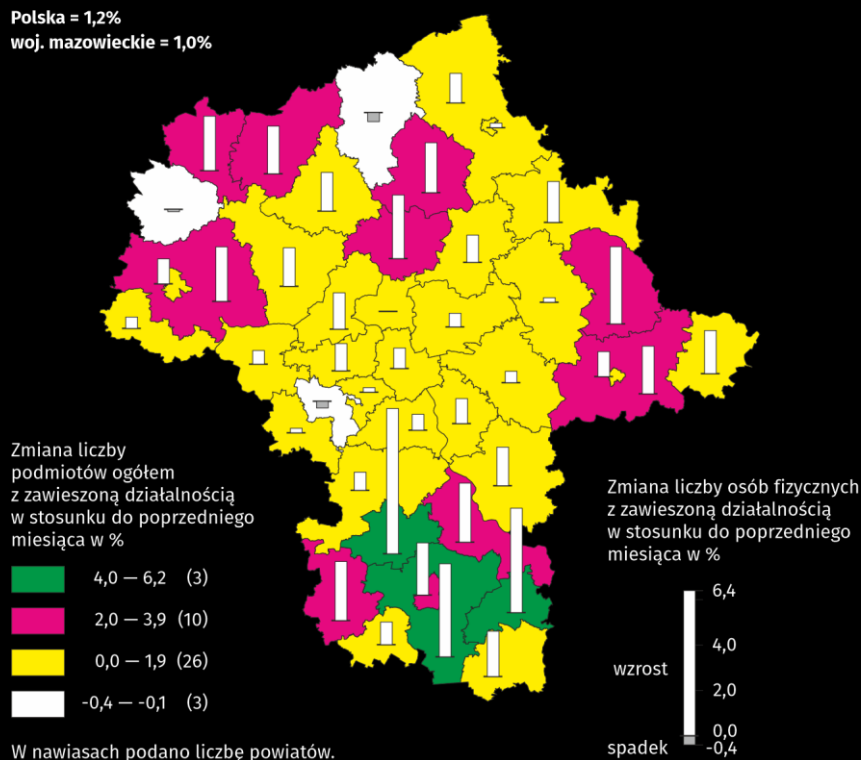 Polska = 1,2%
woj. mazowieckie = 1,0%
Zmiana liczby
podmiotów ogółem
z zawieszoną działalnością
w stosunku do poprzedniego
miesiąca w %
4,0 — 6,2 (3)
2,0 — 3,9 (10)
0,0 — 1,9 (26)
-0,4 — -0,1 (3)
W nawiasach podano liczbę powiatów.
Zmiana liczby osób fizycznych
z zawieszoną działalnością
w stosunku do poprzedniego
miesiąca w %
6,4
4,0
wzrost
2,0
0,0
spadek
-0,4